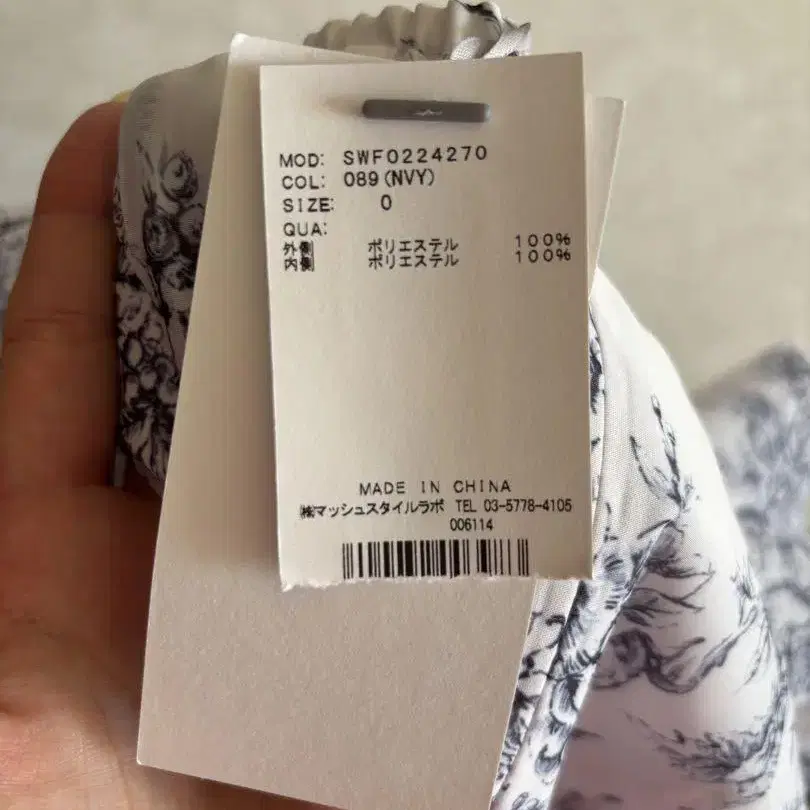 MOD: SWF0224270
COL: 089(NVY)
SIZE: 0
QUA:
外側 ポリエステル 100%
内側 ポリエステル 100%
MADE IN CHINA
㈱マッシュスタイルラボ TEL 03-5778-4105
006114